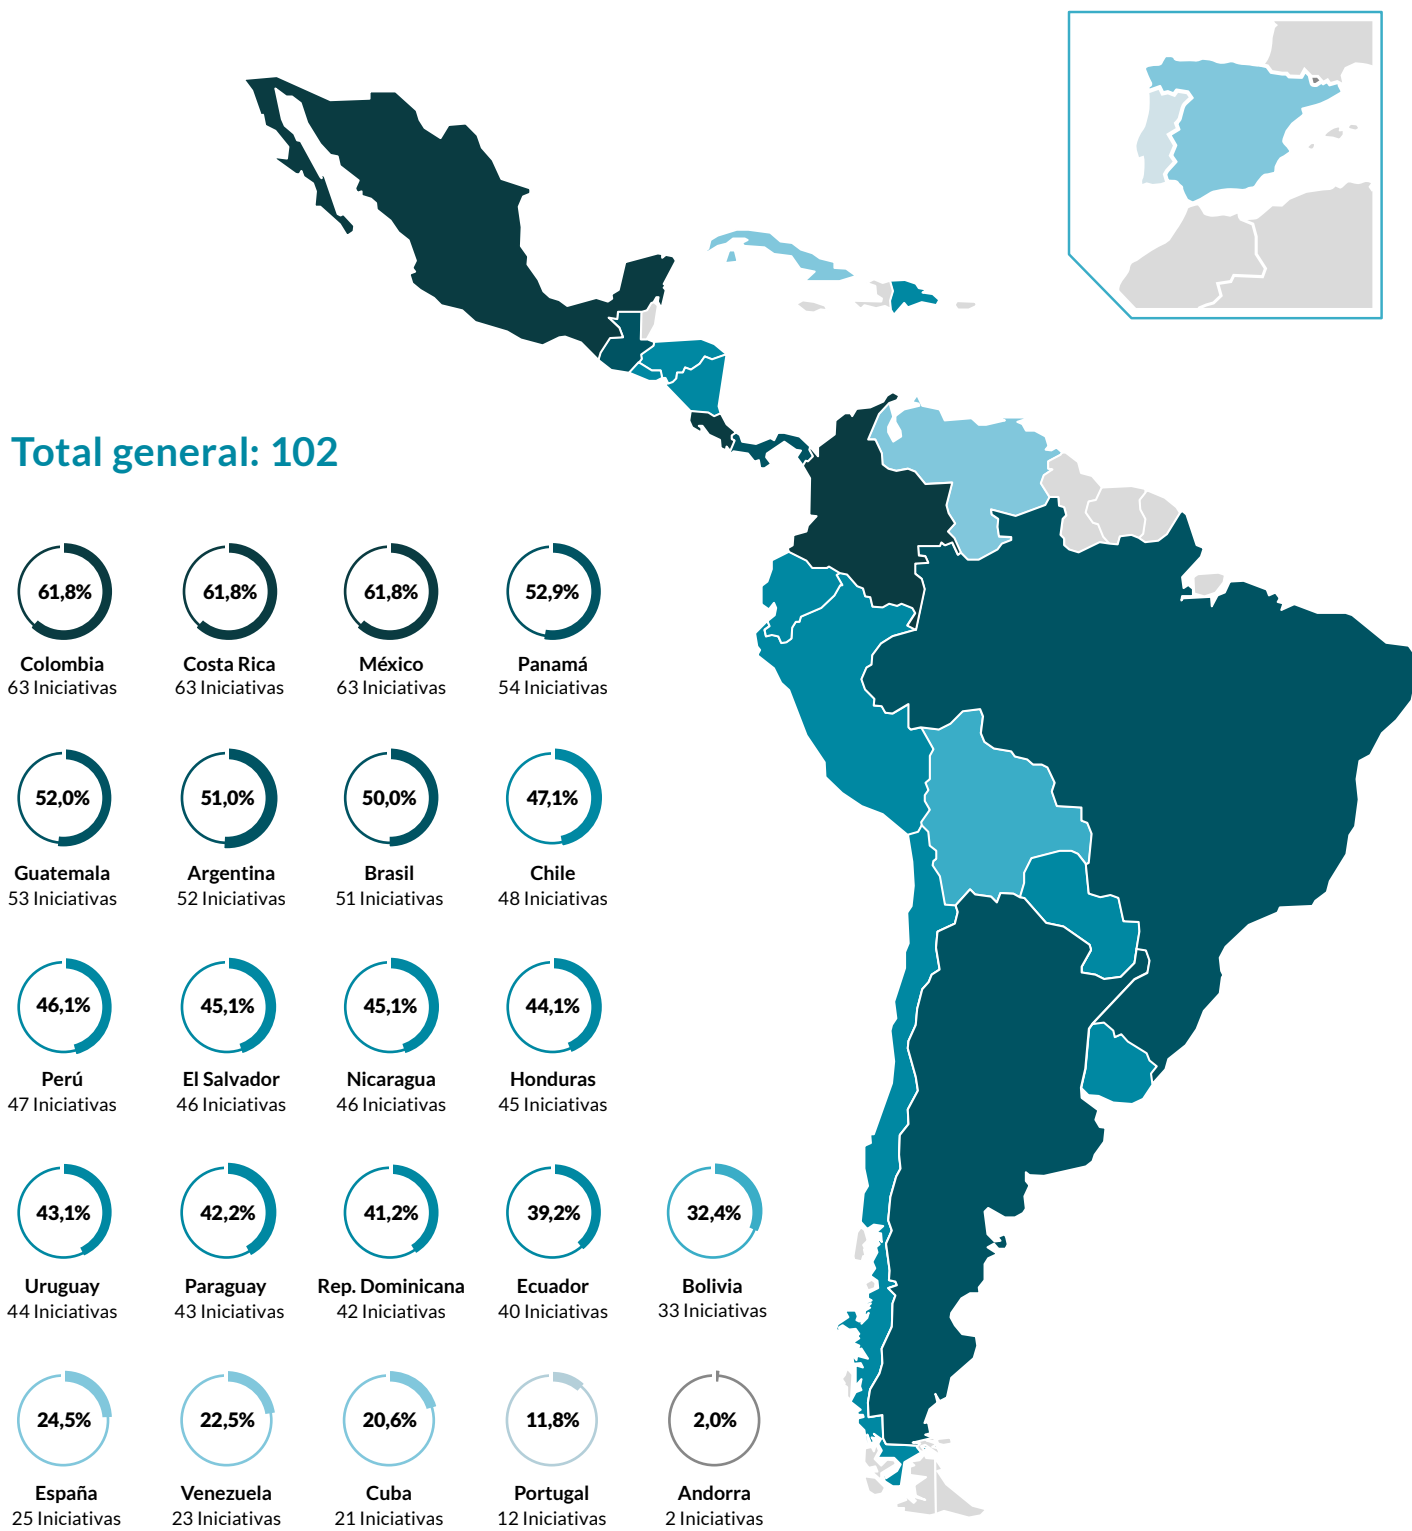 Total general: 102
61,8%
Colombia
63 Iniciativas
61,8%
Costa Rica
63 Iniciativas
61,8%
México
63 Iniciativas
52,9%
Panamá
54 Iniciativas
52,0%
Guatemala
53 Iniciativas
51,0%
Argentina
52 Iniciativas
50,0%
Brasil
51 Iniciativas
47,1%
Chile
48 Iniciativas
46,1%
Perú
47 Iniciativas
45,1%
El Salvador
46 Iniciativas
45,1%
Nicaragua
46 Iniciativas
44,1%
Honduras
45 Iniciativas
43,1%
Uruguay
44 Iniciativas
42,2%
Paraguay
43 Iniciativas
41,2%
Rep. Dominicana
42 Iniciativas
39,2%
Ecuador
40 Iniciativas
32,4%
Bolivia
33 Iniciativas
24,5%
España
25 Iniciativas
22,5%
Venezuela
23 Iniciativas
20,6%
Cuba
21 Iniciativas
11,8%
Portugal
12 Iniciativas
2,0%
Andorra
2 Iniciativas